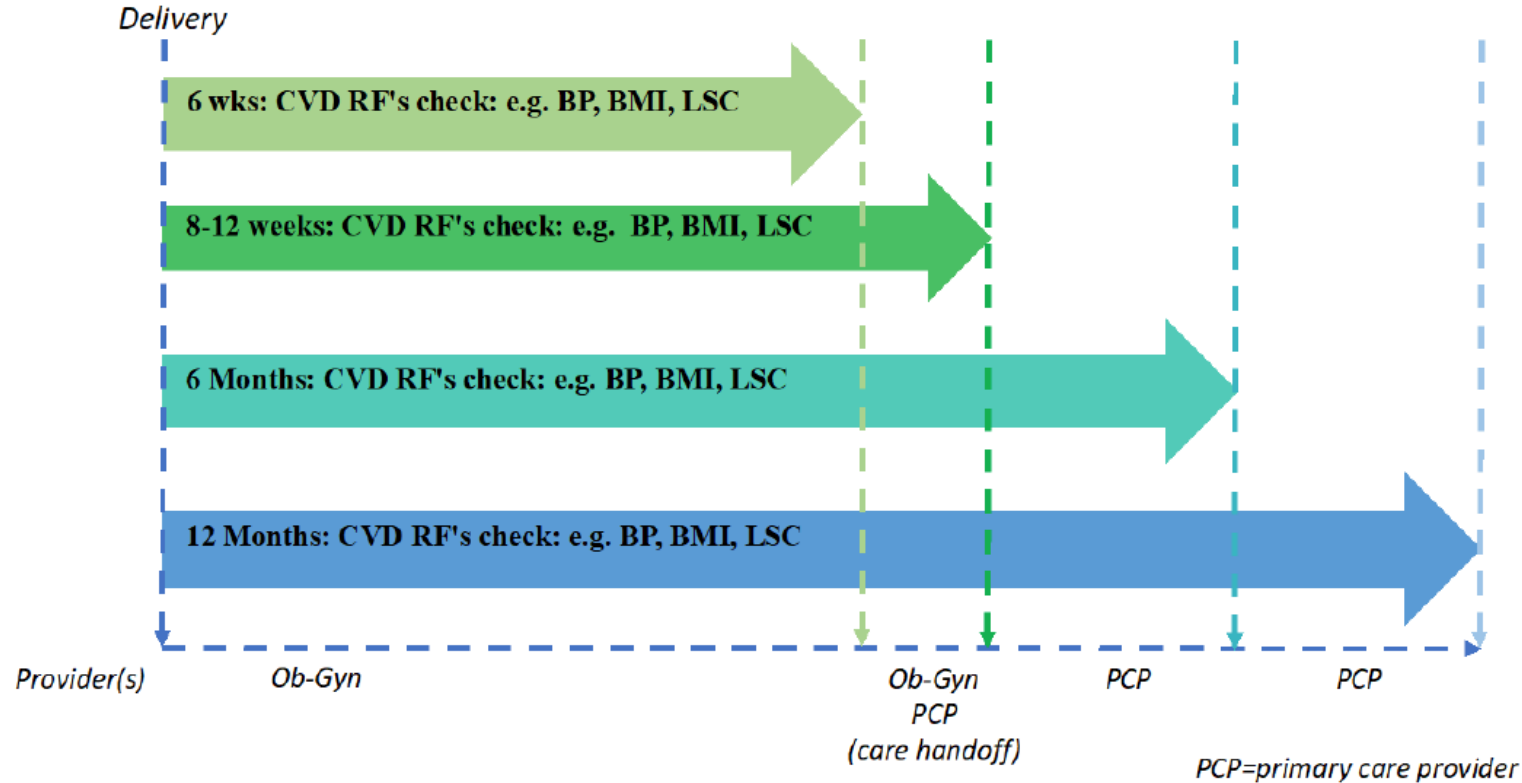 Delivery
6 wks: CVD RF's check: e.g. BP, BMI, LSC
8-12 weeks: CVD RF's check: e.g. BP, BMI, LSC
6 Months: CVD RF's check: e.g. BP, BMI, LSC
12 Months: CVD RF's check: e.g. BP, BMI, LSC
Provider(s) Ob-Gyn Ob-Gyn PCP PCP
PCP
(care handoff)
PCP=primary care provider